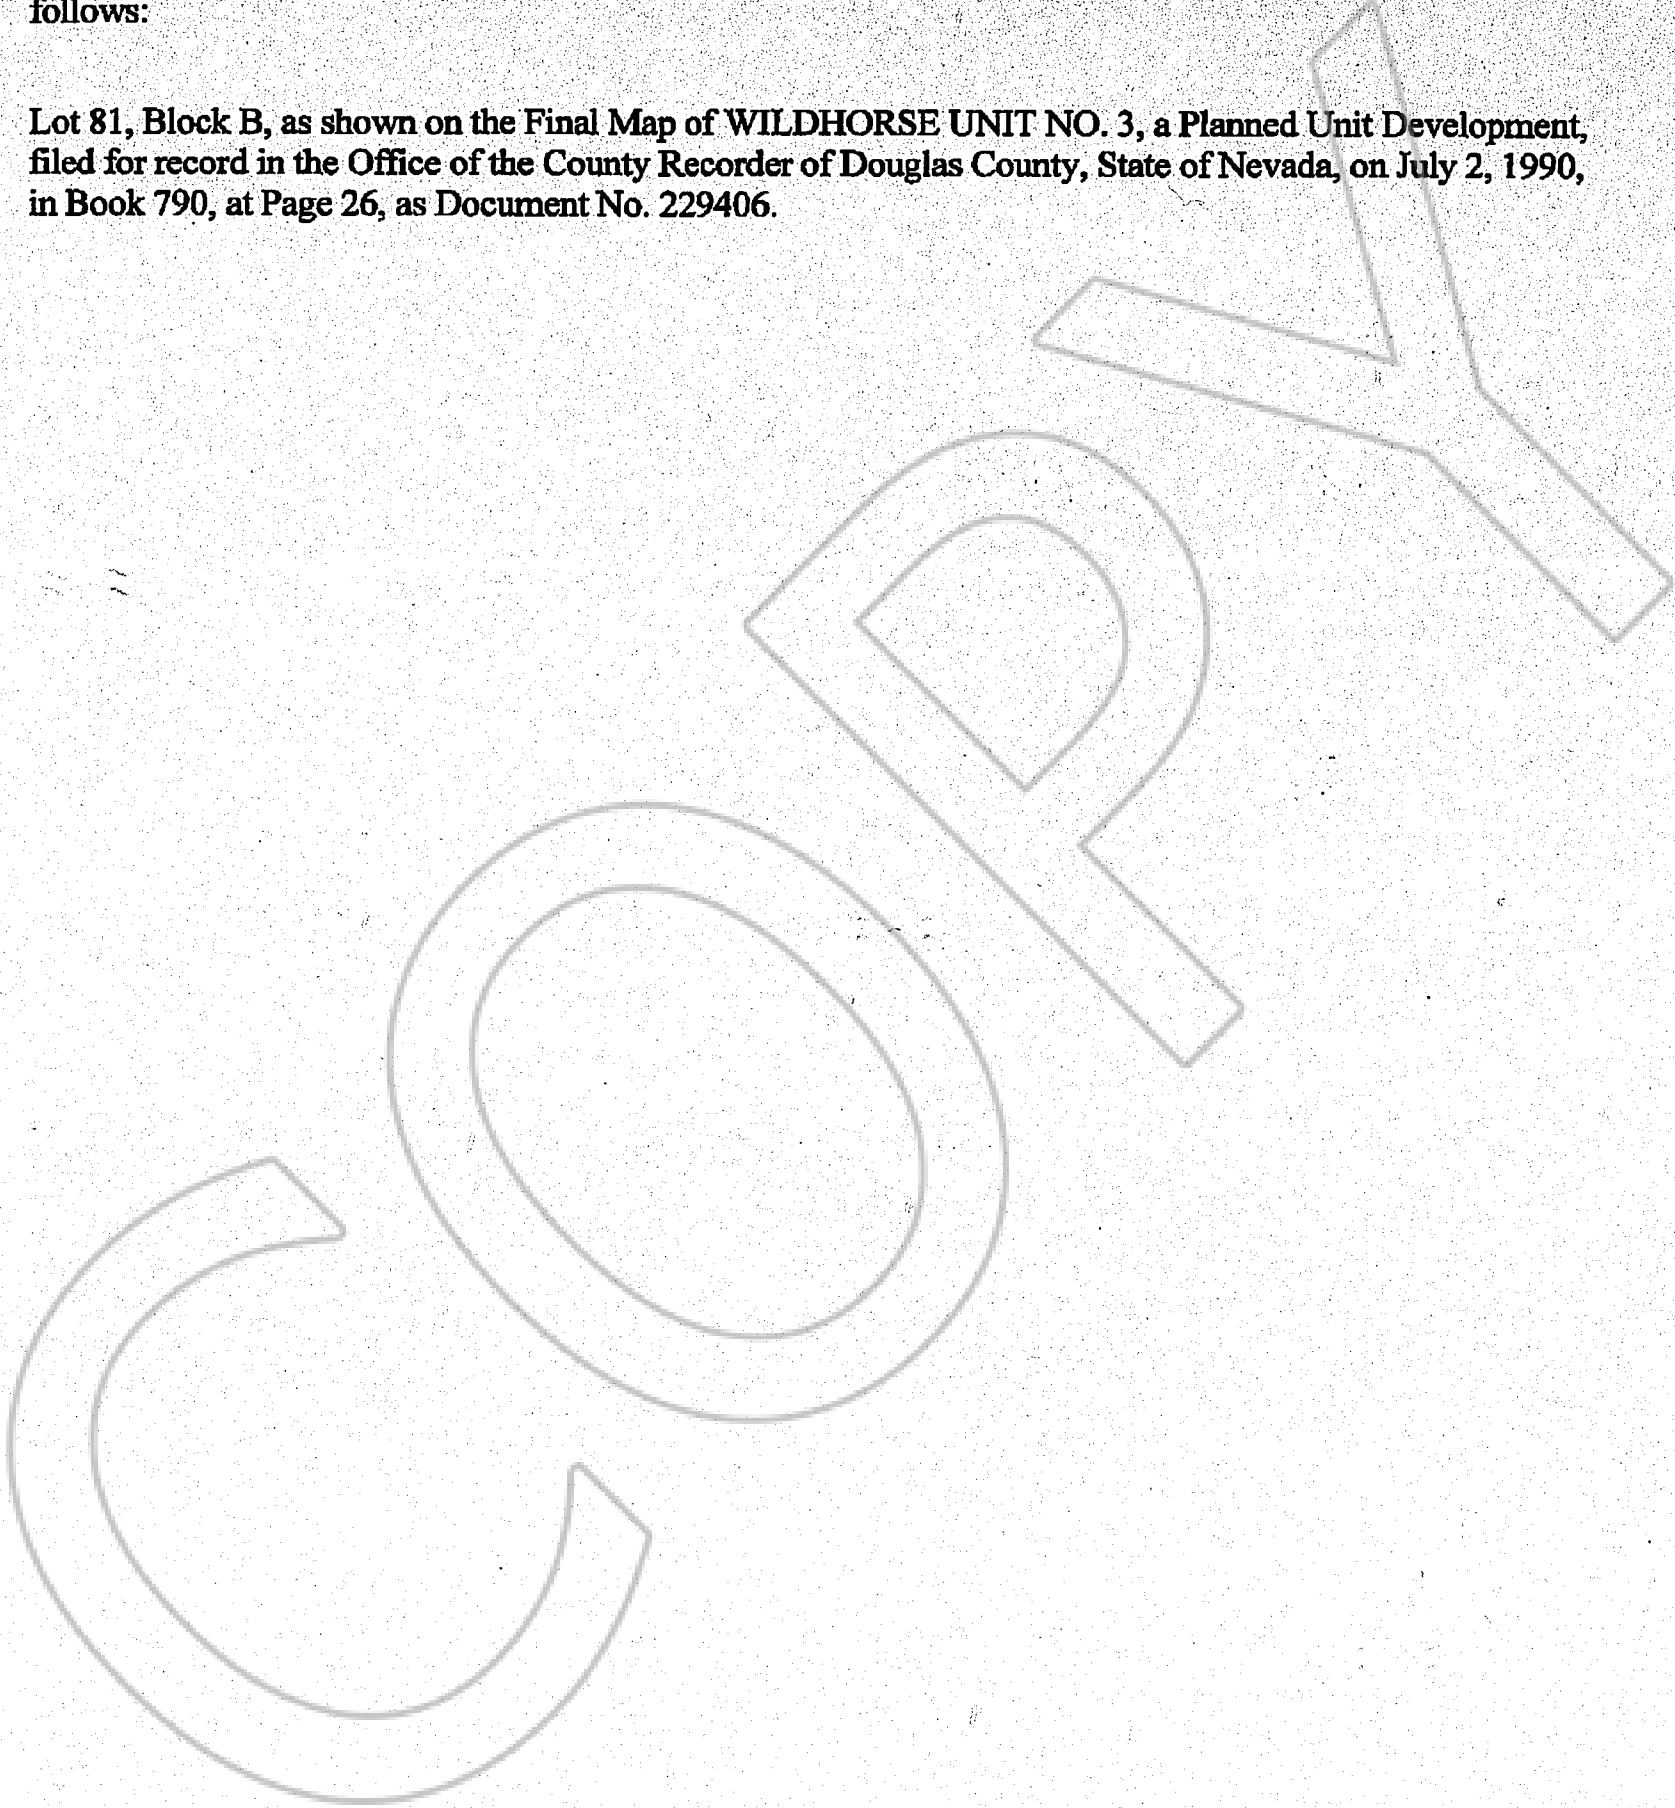 follows:
Lot 81, Block B, as shown on the Final Map of WILDHORSE UNIT NO. 3, a Planned Unit Development,
filed for record in the Office of the County Recorder of Douglas County, State of Nevada, on July 2, 1990,
in Book 790, at Page 26, as Document No. 229406.
COPY